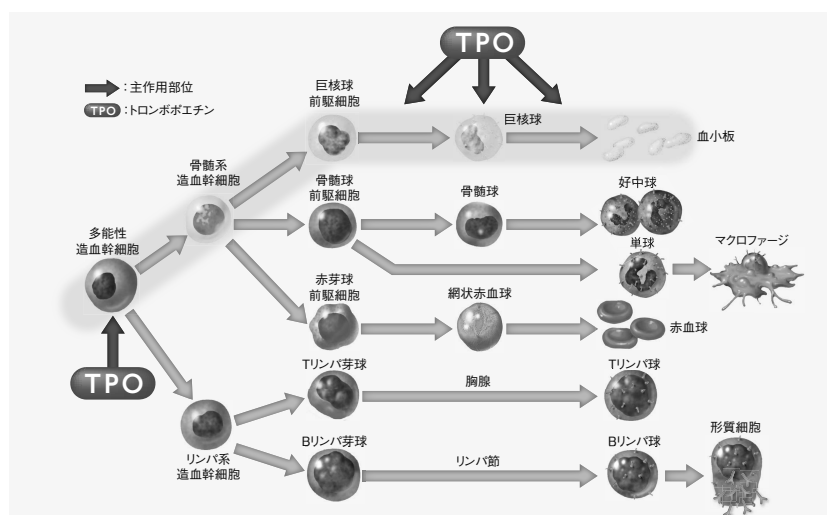 TPO
:主作用部位
TPO:トロンボポエチン
巨核球
前駆細胞
巨核球
血小板
骨髄系
造血幹細胞
骨髄球
前駆細胞
骨髄球
好中球
多能性
造血幹細胞
単球
マクロファージ
赤芽球
前駆細胞
網状赤血球
赤血球
TPO
Tリンパ芽球
胸腺
Tリンパ球
リンパ系
造血幹細胞
Bリンパ芽球
リンパ節
Bリンパ球
形質細胞